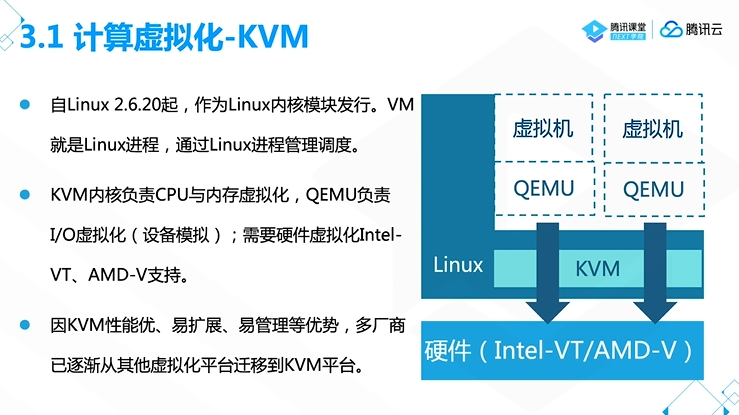 3.1 计算虚拟化-KVM
腾讯课堂
NEXT学院
腾讯云
自Linux 2.6.20起，作为Linux内核模块发行。VM
就是Linux进程，通过Linux进程管理调度。
KVM内核负责CPU与内存虚拟化，QEMU负责
I/O虚拟化（设备模拟）；需要硬件虚拟化Intel-
VT、AMD-V支持。
因KVM性能优、易扩展、易管理等优势，多厂商
已逐渐从其他虚拟化平台迁移到KVM平台。
虚拟机
虚拟机
QEMU
QEMU
Linux
KVM
硬件（Intel-VT/AMD-V）